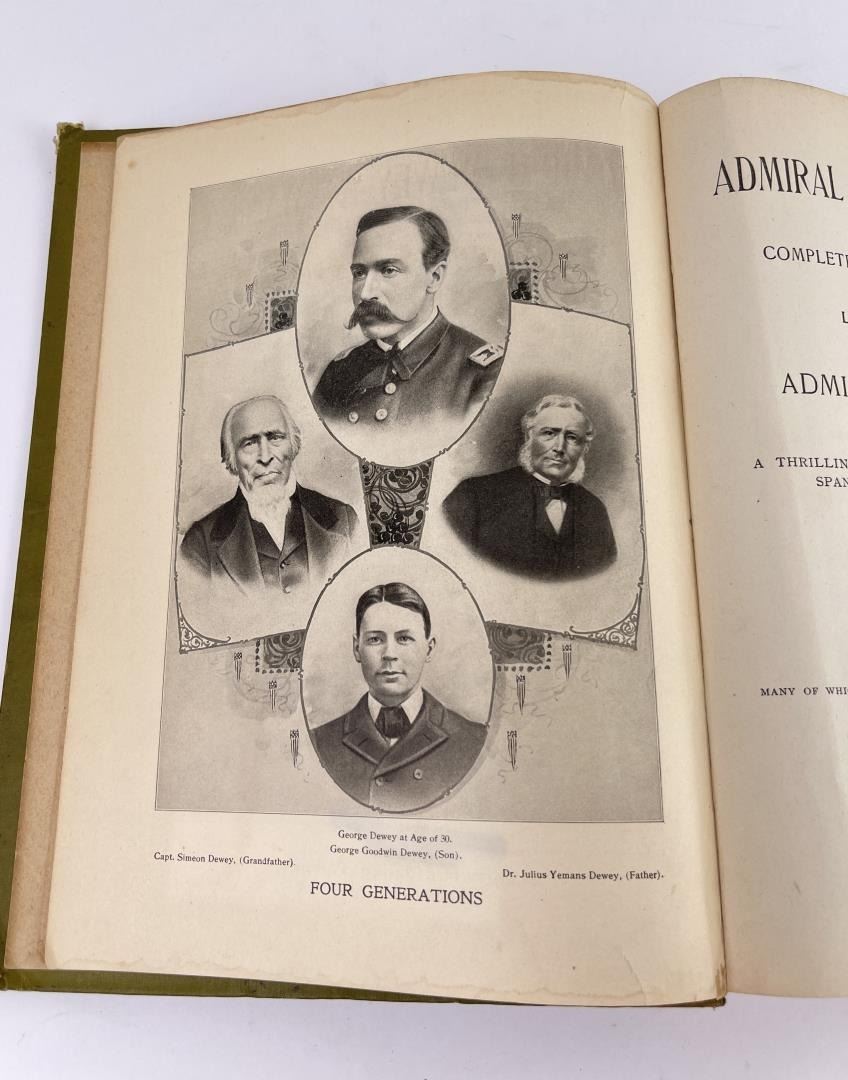 George Dewey at Age of 30.
George Goodwin Dewey, (Son).
Capt. Simeon Dewey, (Grandfather).
Dr. Julius Yemans Dewey, (Father).
FOUR GENERATIONS
ADMIRAL
COMPLETE
ADMI
A THRILLIN
SPAN
MANY OF WHI